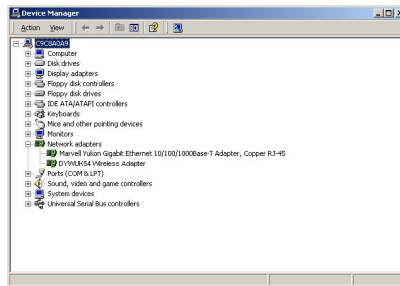 Device Manager
Action View
C9C8A0A9
Computer
Disk drives
Display adapters
Floppy disk controllers
Floppy disk drives
IDE ATA/ATAPI controllers
Keyboards
Mice and other pointing devices
Monitors
Network adapters
Marvell Yukon Gigabit Ethernet 10/100/1000Base-T Adapter, Copper RJ-45
DYWUK54 Wireless Adapter
Ports (COM & LPT)
Sound, video and game controllers
System devices
Universal Serial Bus controllers